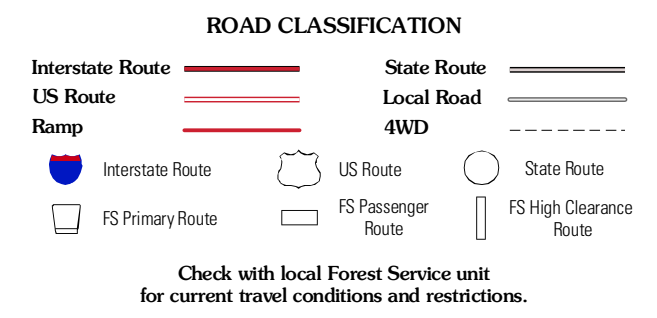 ROAD CLASSIFICATION
Interstate Route
State Route
US Route
Local Road
Ramp
4WD
Interstate Route
US Route
State Route
FS Primary Route
FS Passenger
Route
FS High Clearance
Route
Check with local Forest Service unit
for current travel conditions and restrictions.